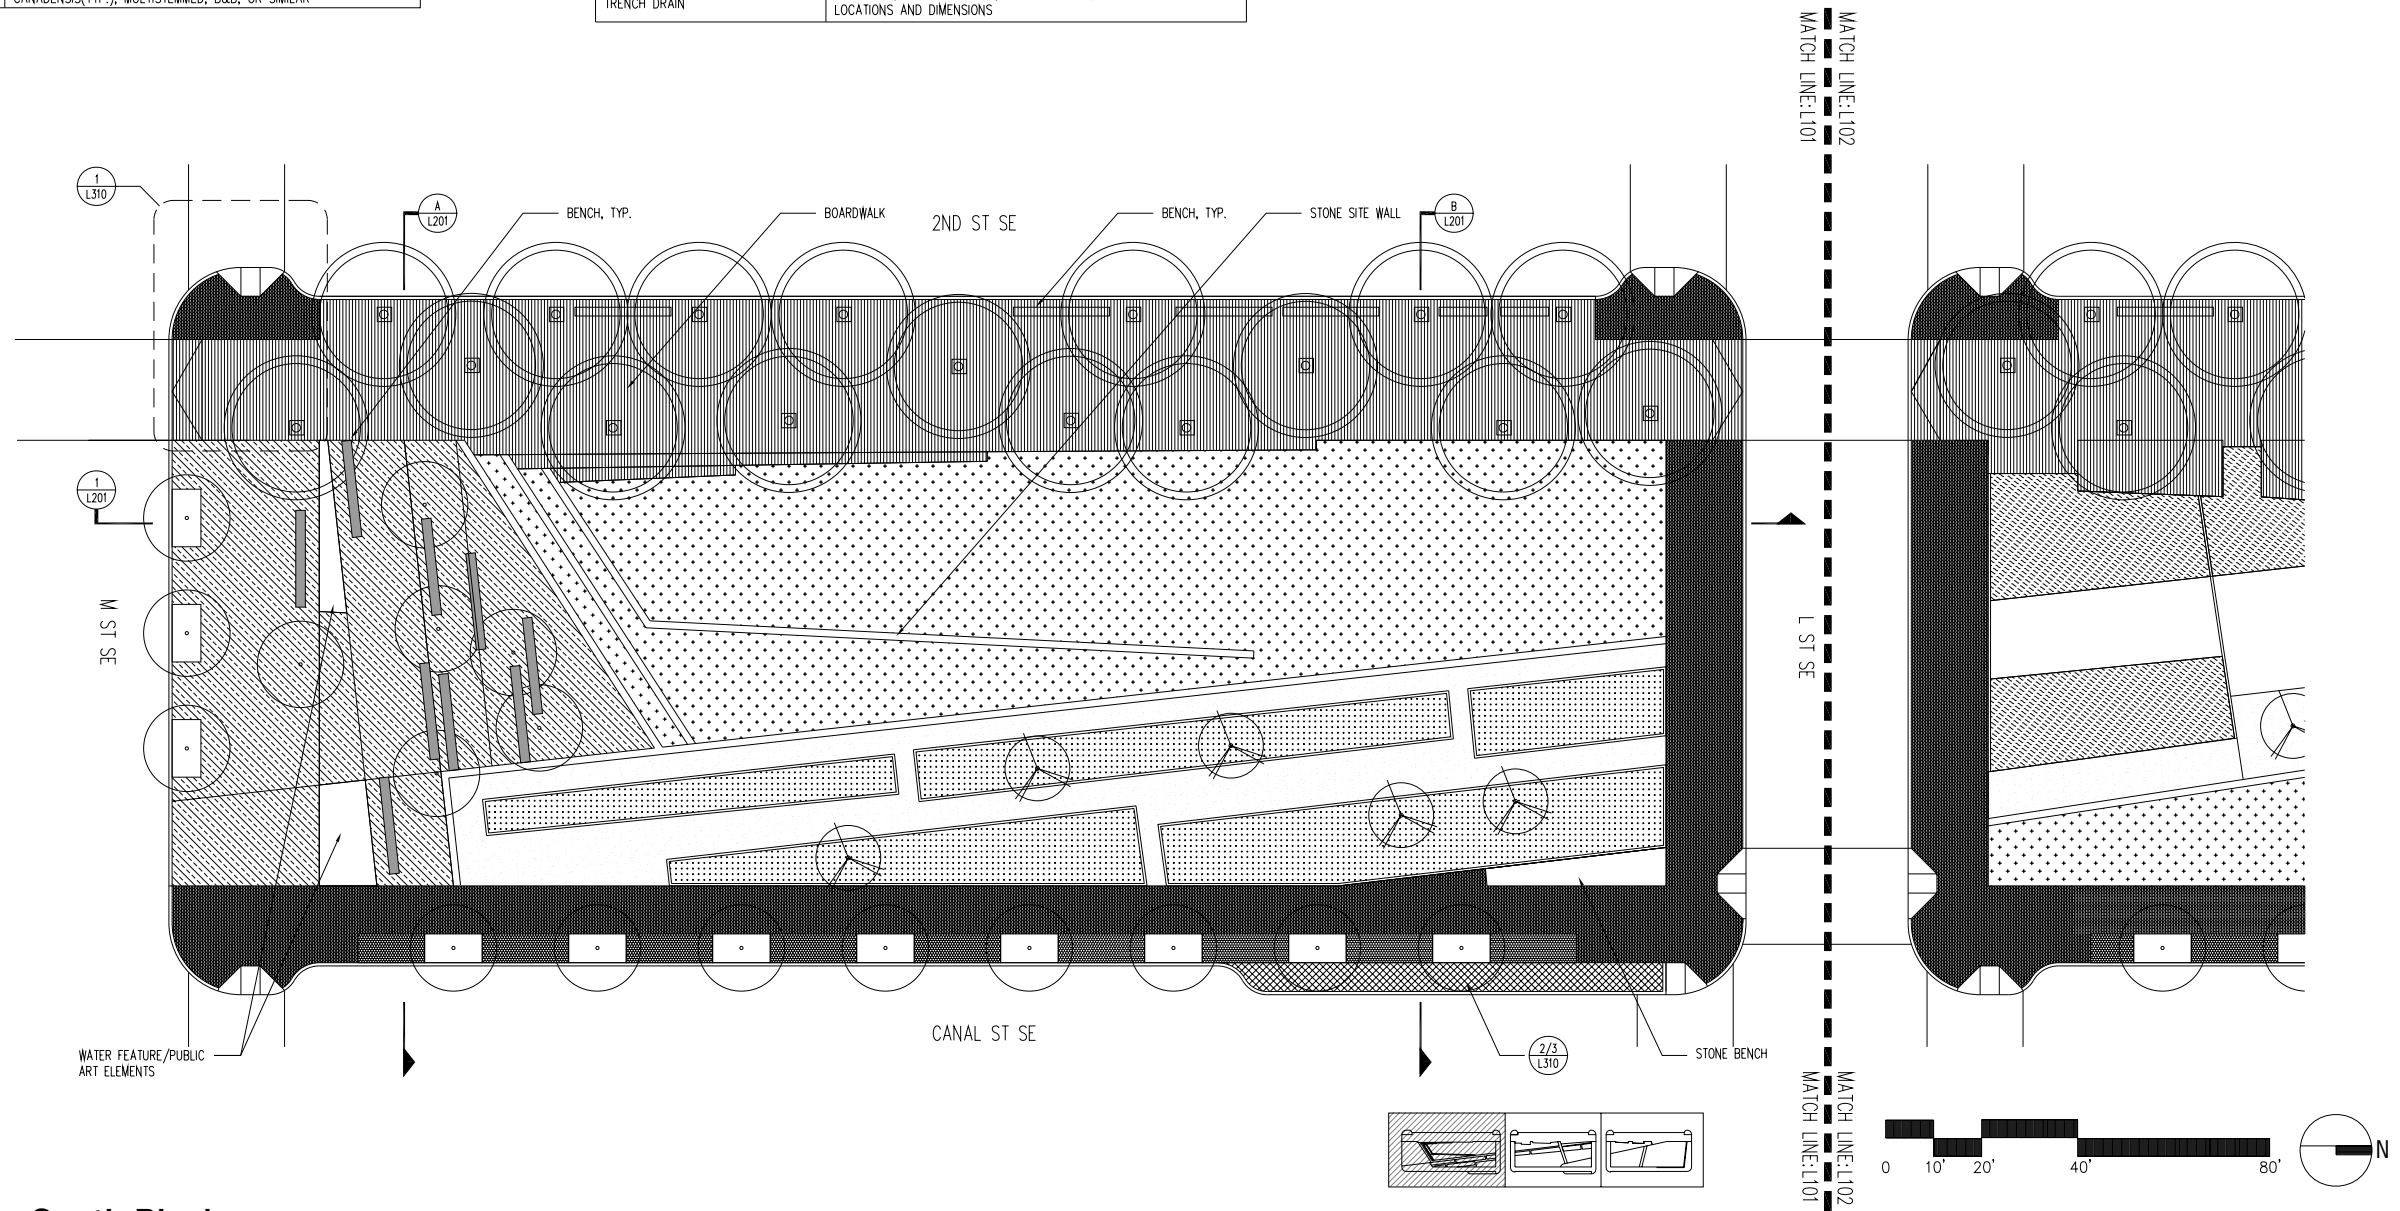 CANADENSIS(TYP.), MULTISTEMMED, B&B, OR SIMILAR
TRENCH DRAIN
LOCATIONS AND DIMENSIONS
MATCH LINE:L101
MATCH LINE:L102
1
L310
A
L201
BENCH, TYP.
BOARDWALK
2ND ST SE
BENCH, TYP.
STONE SITE WALL
B
L201
1
L201
M ST SE
L ST SE
WATER FEATURE/PUBLIC
ART ELEMENTS
CANAL ST SE
2/3
L310
STONE BENCH
MATCH LINE:L101
MATCH LINE:L102
0 10' 20' 40' 80'
N